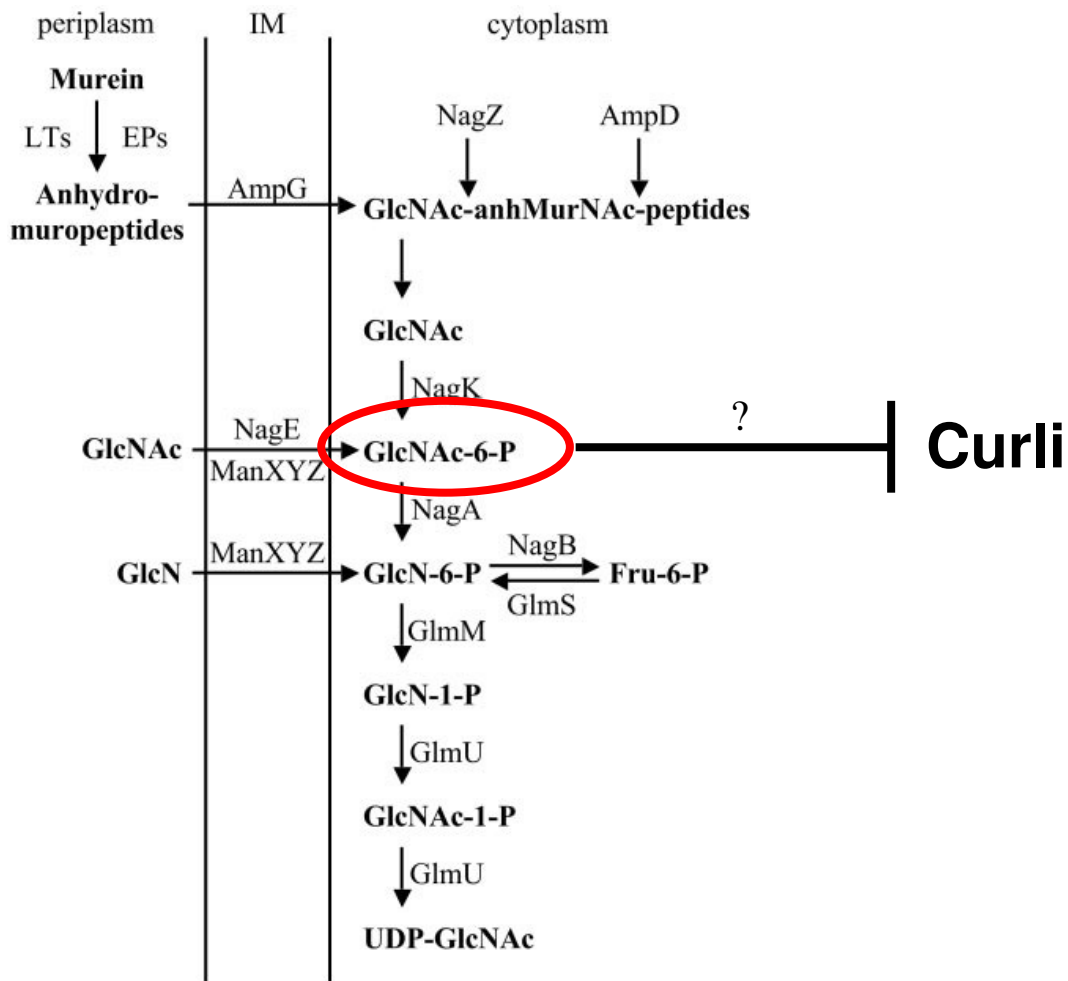 periplasm IM cytoplasm
Murein
NagZ AmpD
LTs EPs
Anhydro-
muropeptides
AmpG
GlcNAc-anhMurNAc-peptides
GlcNAc
NagK
?
GlcNAc NagE GlcNAc-6-P Curli
ManXYZ
NagA
GlcN ManXYZ GlcN-6-P NagB Fru-6-P
GlmS
GlmM
GlcN-1-P
GlmU
GlcNAc-1-P
GlmU
UDP-GlcNAc